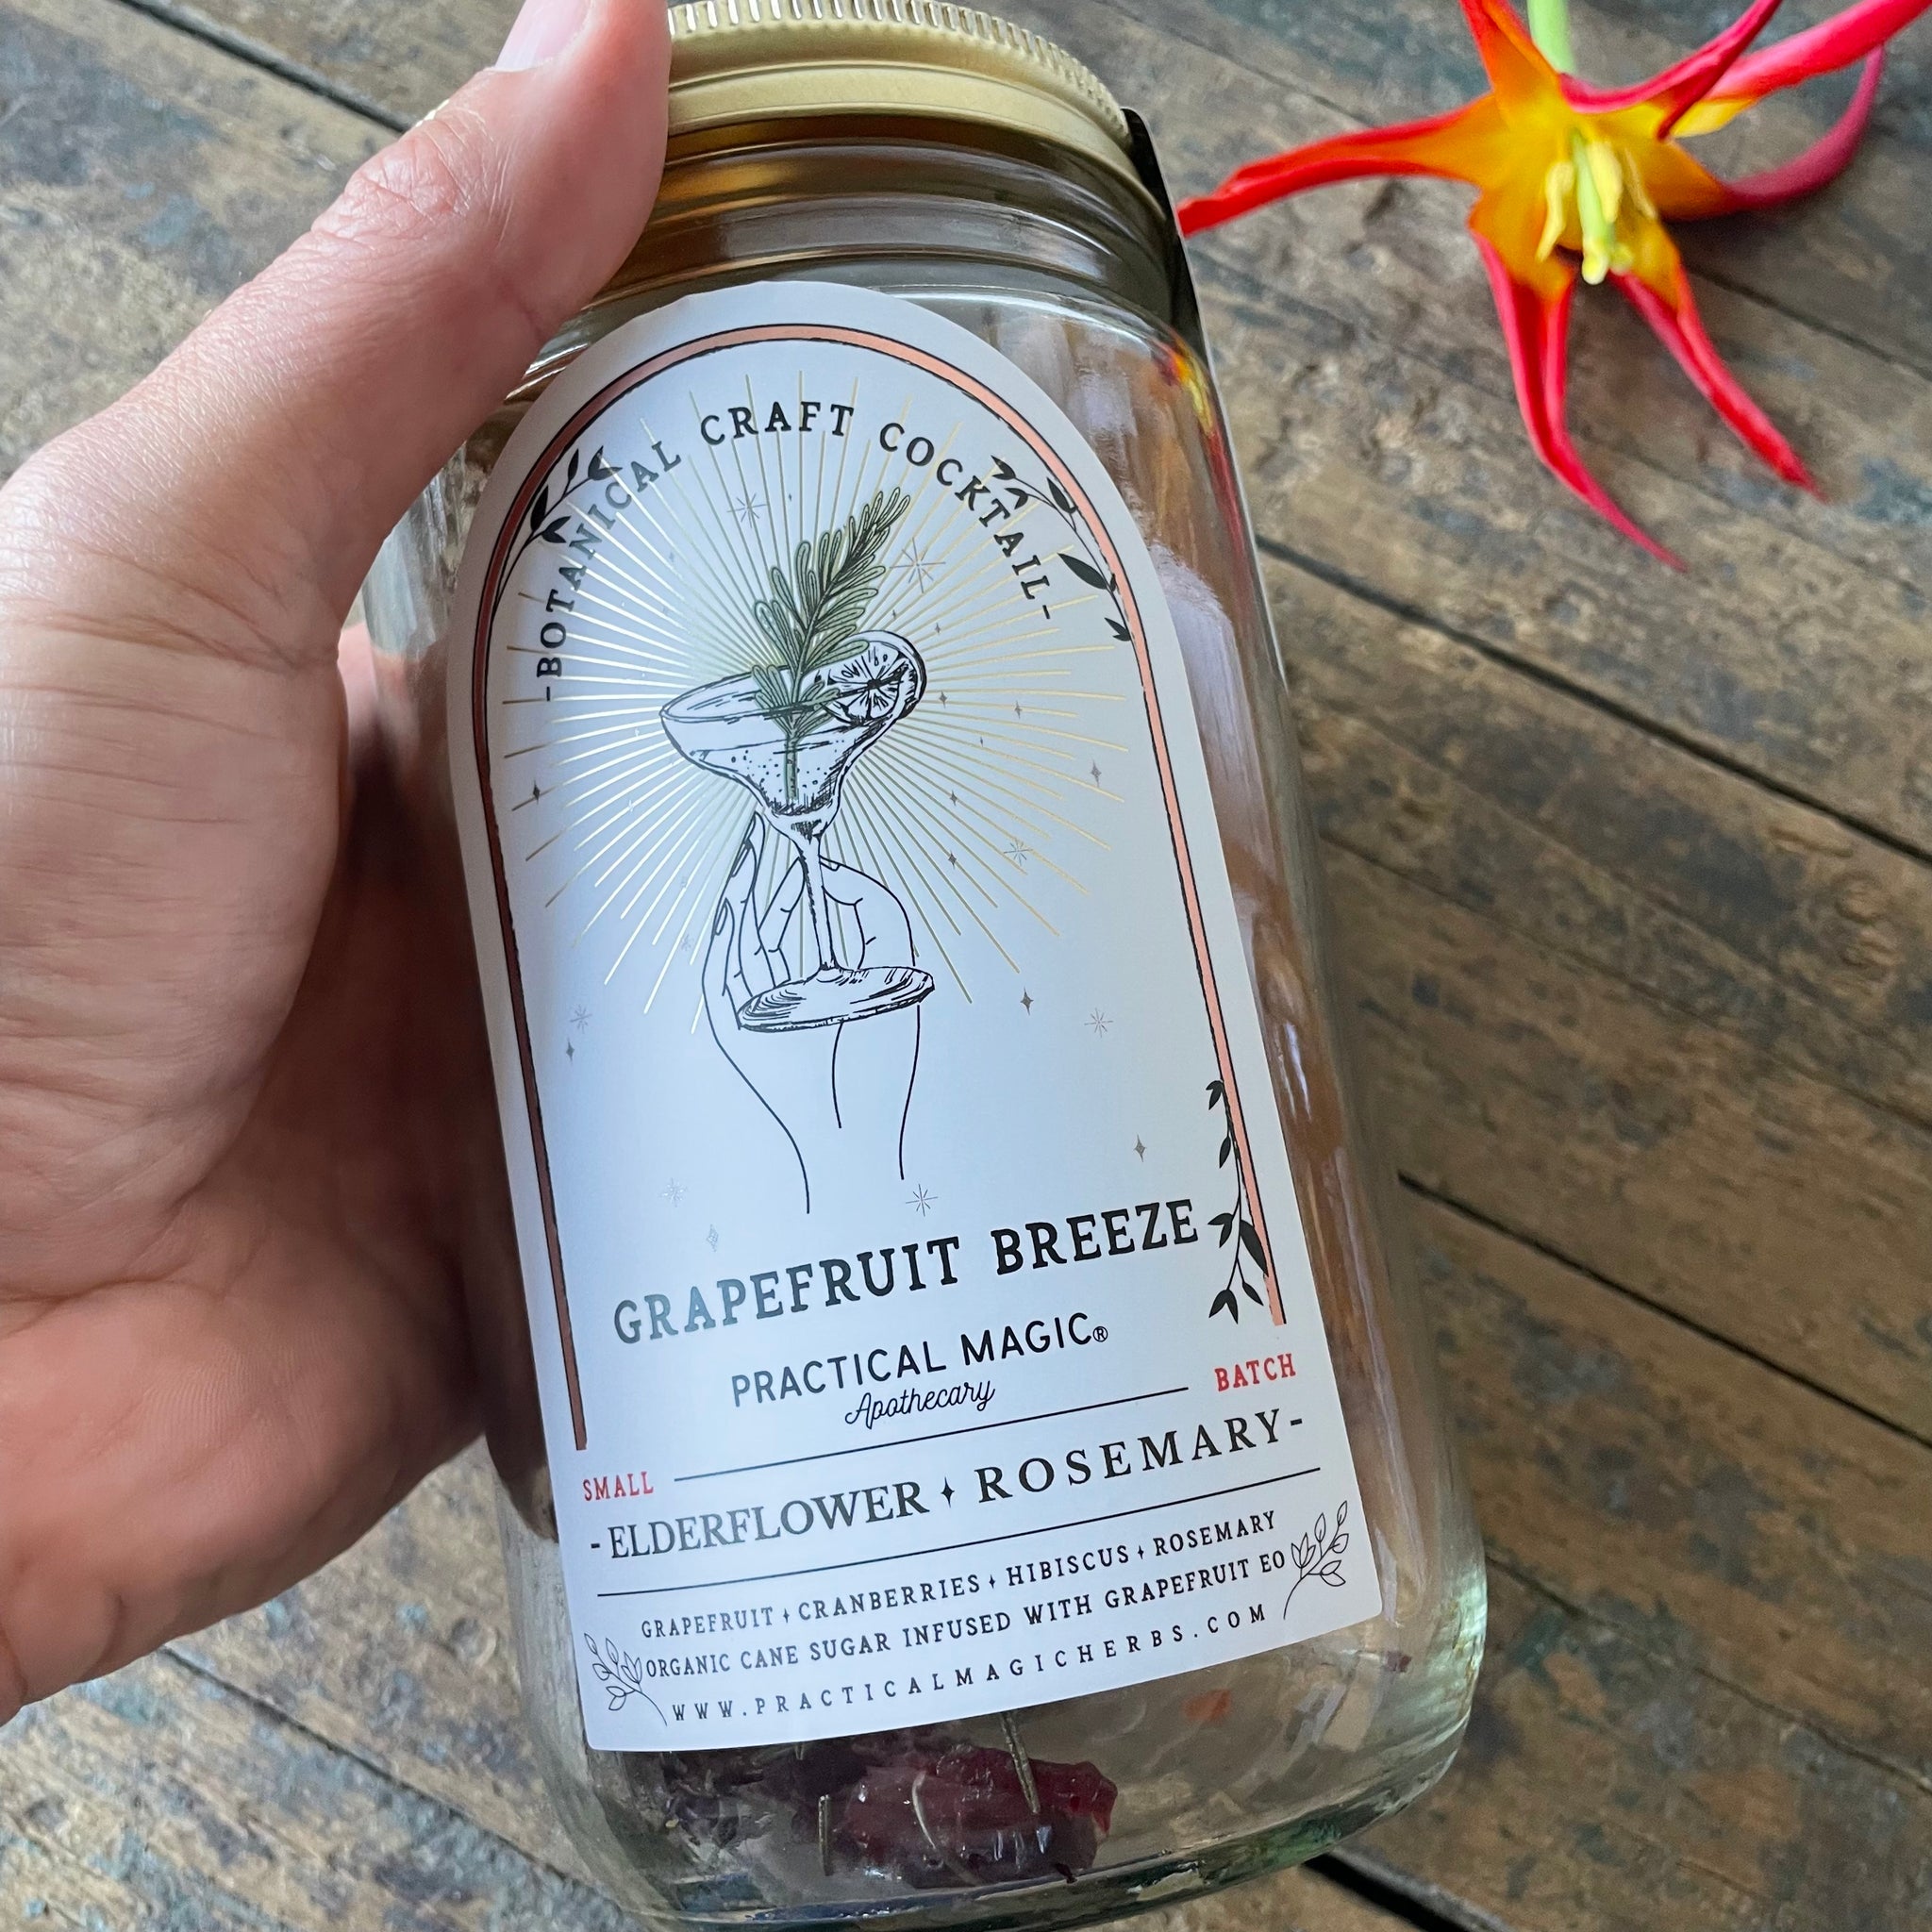 -BOTANICAL CRAFT COCKTAIL-
GRAPEFRUIT BREEZE
PRACTICAL MAGIC®
Apothecary
SMALL BATCH
-ELDERFLOWER ✦ ROSEMARY-
GRAPEFRUIT ✦ CRANBERRIES ✦ HIBISCUS ✦ ROSEMARY
ORGANIC CANE SUGAR INFUSED WITH GRAPEFRUIT EO
WWW.PRACTICALMAGICHERBS.COM